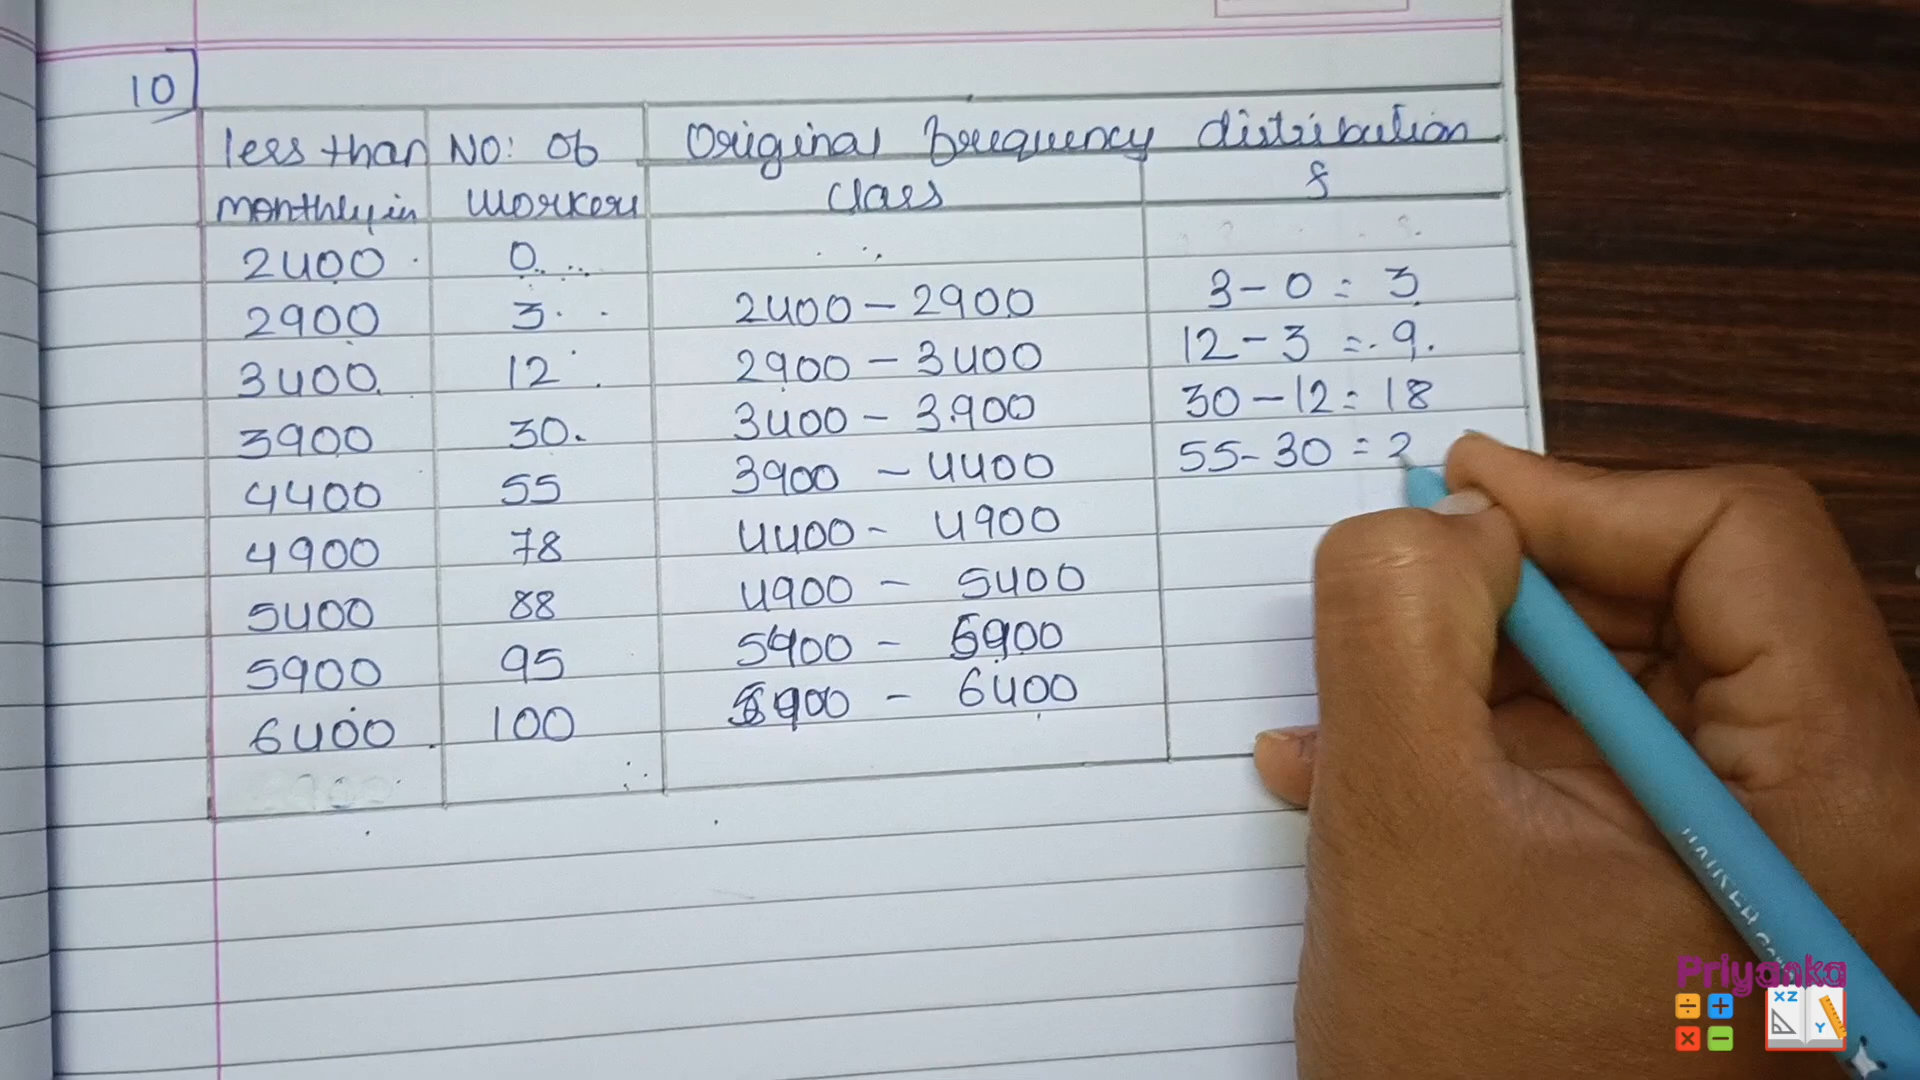 10
less than No: of Original frequency distribution
monthly in workers class f
2400 0
2900 3 2400 - 2900 3 - 0 = 3
3400 12 2900 - 3400 12 - 3 = 9
3900 30 3400 - 3900 30 - 12 = 18
4400 55 3900 - 4400 55 - 30 = 2
4900 78 4400 - 4900
5400 88 4900 - 5400
5900 95 5400 - 5900
6400 100 5900 - 6400
Priyanka
XZ
Y